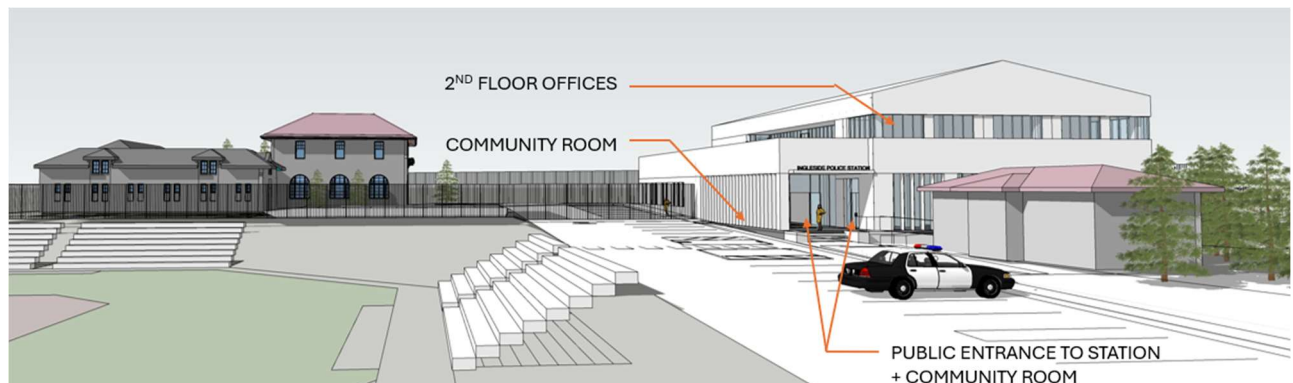 2ND FLOOR OFFICES
COMMUNITY ROOM
INGLESIDE POLICE STATION
PUBLIC ENTRANCE TO STATION
+ COMMUNITY ROOM